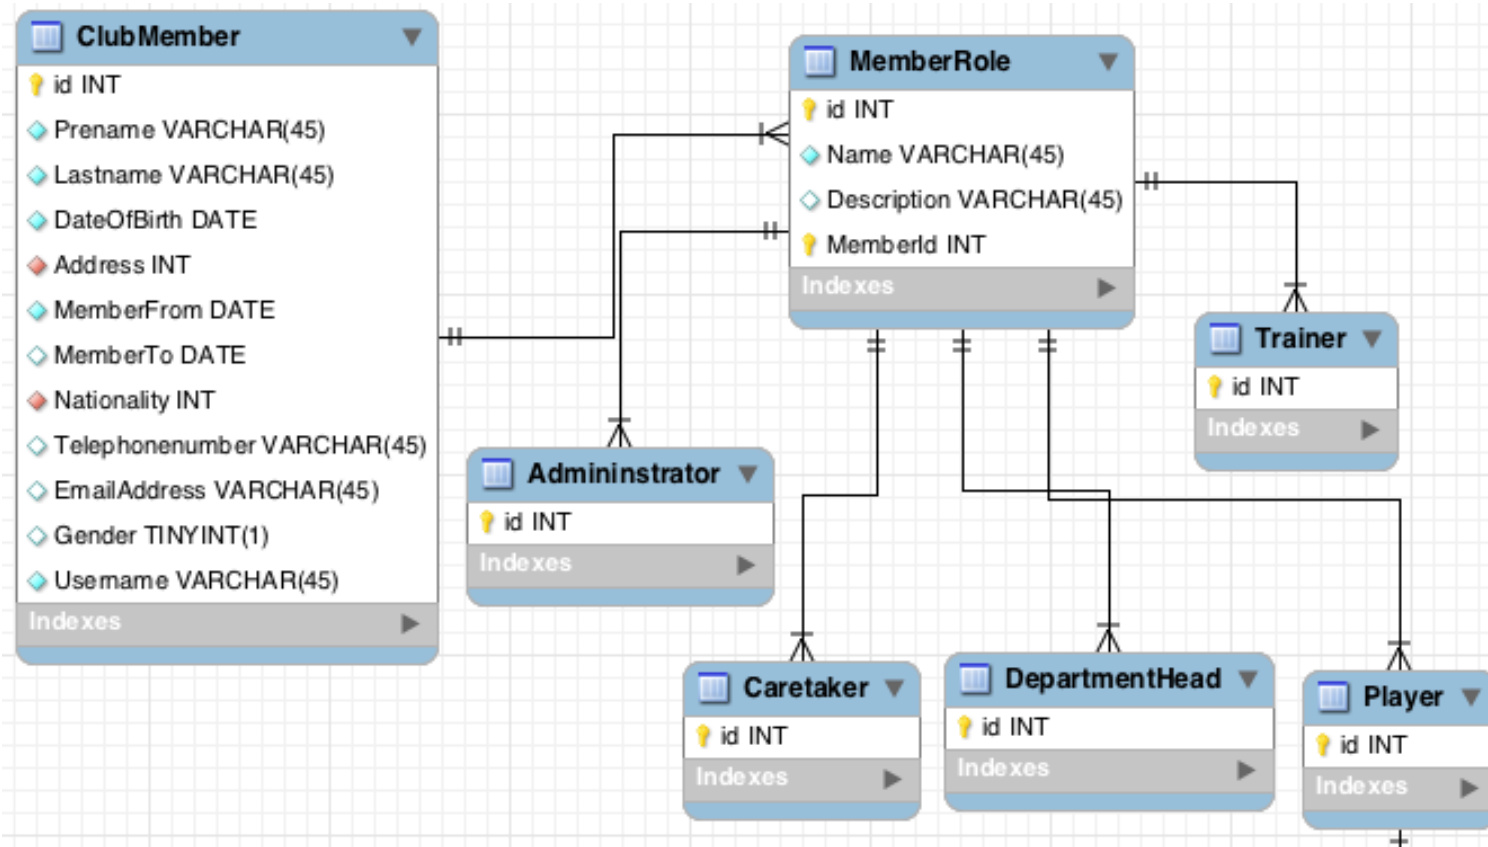 ClubMember
id INT
Prename VARCHAR(45)
Lastname VARCHAR(45)
DateOfBirth DATE
Address INT
MemberFrom DATE
MemberTo DATE
Nationality INT
Telephonenumber VARCHAR(45)
EmailAddress VARCHAR(45)
Gender TINYINT(1)
Username VARCHAR(45)
Indexes
MemberRole
id INT
Name VARCHAR(45)
Description VARCHAR(45)
MemberId INT
Indexes
Trainer
id INT
Indexes
Admininstrator
id INT
Indexes
Caretaker
id INT
Indexes
DepartmentHead
id INT
Indexes
Player
id INT
Indexes